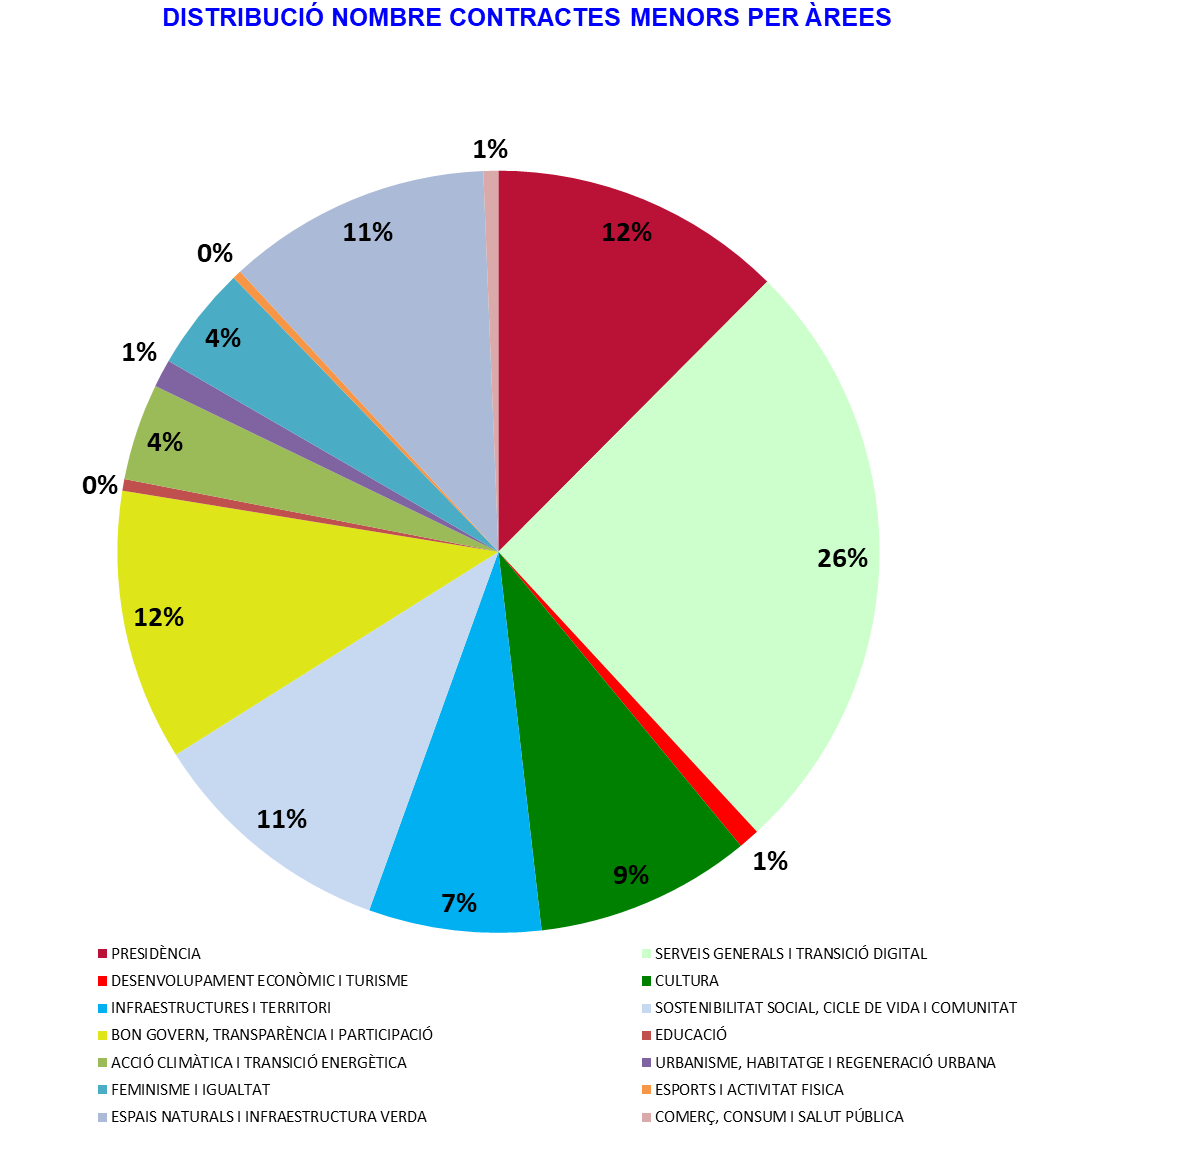 DISTRIBUCIÓ NOMBRE CONTRACTES MENORS PER ÀREES
1%
12%
11%
0%
4%
1%
4%
0%
26%
12%
11%
1%
9%
7%
PRESIDÈNCIA
SERVEIS GENERALS I TRANSICIÓ DIGITAL
DESENVOLUPAMENT ECONÒMIC I TURISME
CULTURA
INFRAESTRUCTURES I TERRITORI
SOSTENIBILITAT SOCIAL, CICLE DE VIDA I COMUNITAT
BON GOVERN, TRANSPARÈNCIA I PARTICIPACIÓ
EDUCACIÓ
ACCIÓ CLIMÀTICA I TRANSICIÓ ENERGÈTICA
URBANISME, HABITATGE I REGENERACIÓ URBANA
FEMINISME I IGUALTAT
ESPORTS I ACTIVITAT FISICA
ESPAIS NATURALS I INFRAESTRUCTURA VERDA
COMERÇ, CONSUM I SALUT PÚBLICA